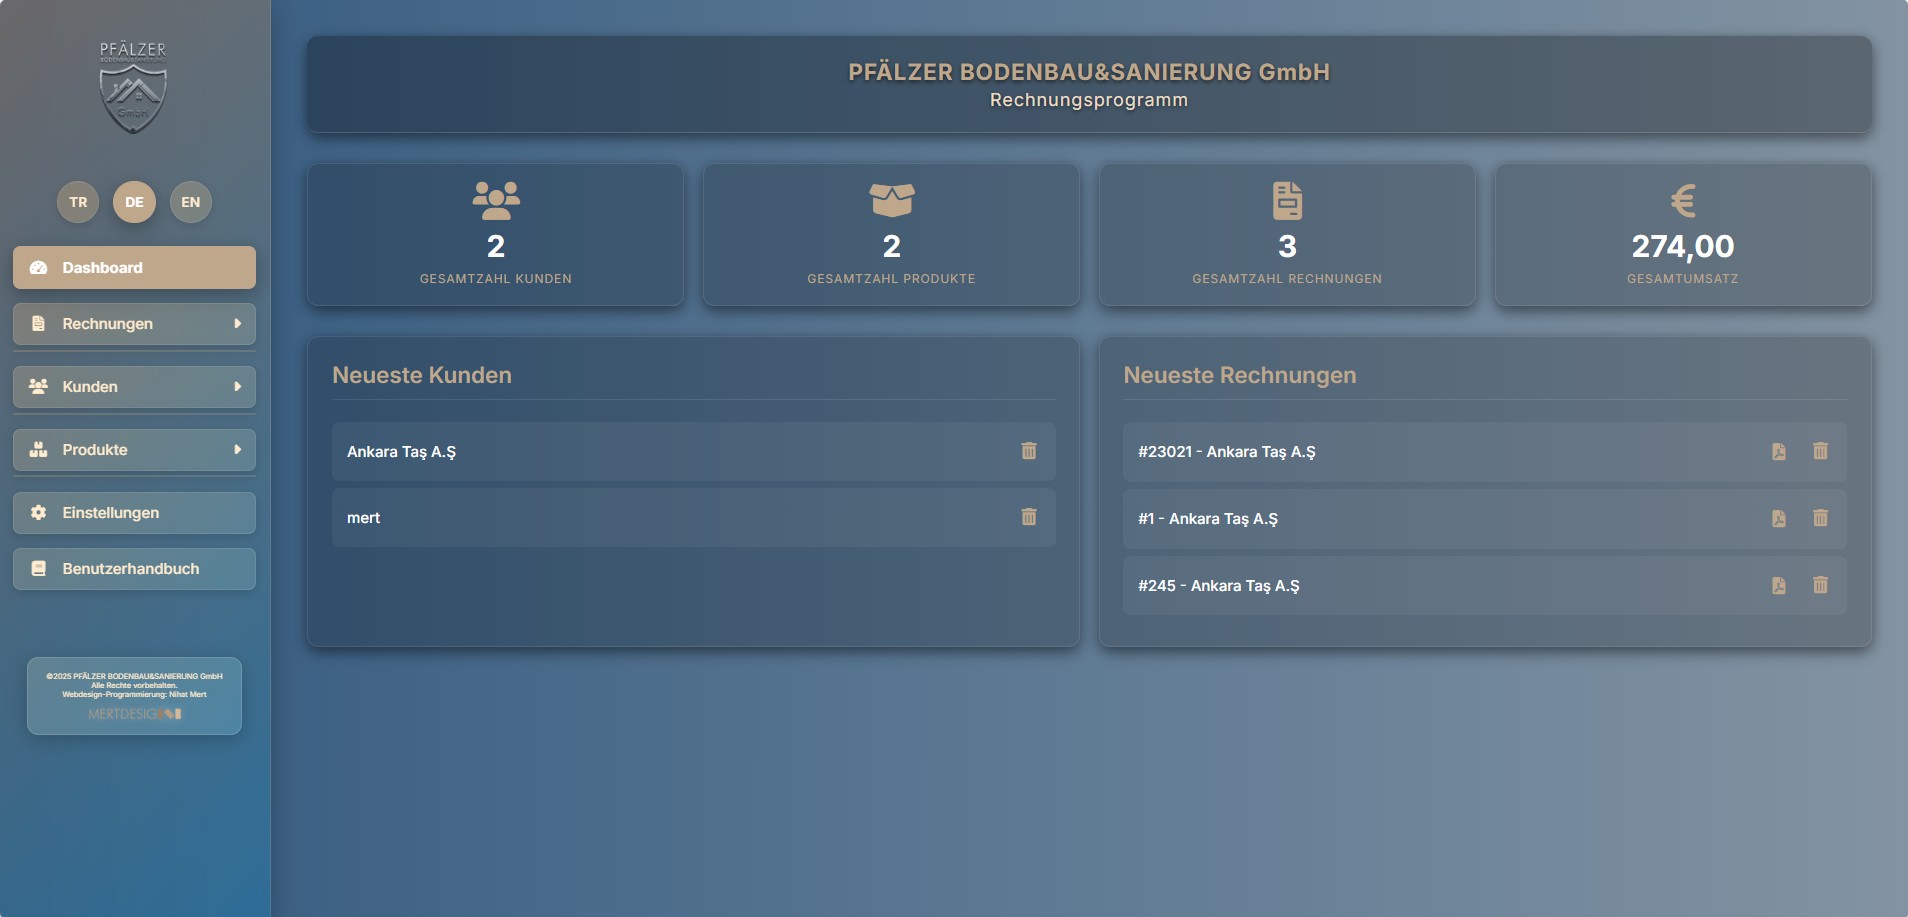 PFÄLZER
GmbH
TR DE EN
Dashboard
Rechnungen
Kunden
Produkte
Einstellungen
Benutzerhandbuch
©2025 PFÄLZER BODENBAU&SANIERUNG GmbH
Alle Rechte vorbehalten.
Webdesign-Programmierung: Nihat Mert
MERTDESIGN
PFÄLZER BODENBAU&SANIERUNG GmbH
Rechnungsprogramm
2
GESAMTZAHL KUNDEN
2
GESAMTZAHL PRODUKTE
3
GESAMTZAHL RECHNUNGEN
€
274,00
GESAMTUMSATZ
Neueste Kunden
Ankara Taş A.Ş
mert
Neueste Rechnungen
#23021 - Ankara Taş A.Ş
#1 - Ankara Taş A.Ş
#245 - Ankara Taş A.Ş